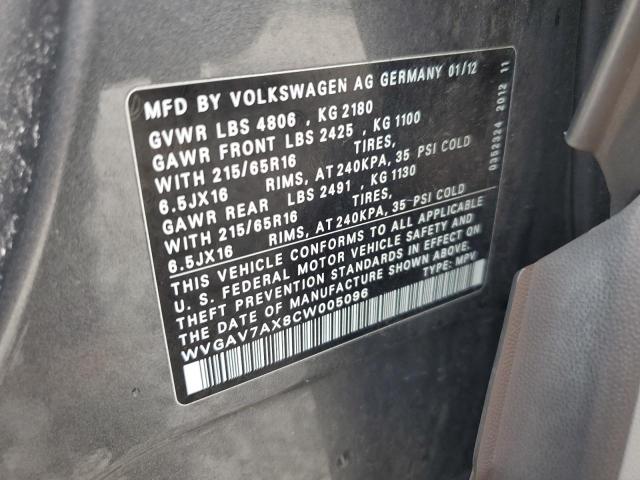 MFD BY VOLKSWAGEN AG GERMANY 01/12
GVWR LBS 4806 , KG 2180
GAWR FRONT LBS 2425 , KG 1100
WITH 215/65R16 TIRES,
6.5JX16 RIMS, AT 240KPA, 35 PSI COLD
GAWR REAR LBS 2491 , KG 1130
WITH 215/65R16 TIRES,
6.5JX16 RIMS, AT 240KPA, 35 PSI COLD
THIS VEHICLE CONFORMS TO ALL APPLICABLE
U. S. FEDERAL MOTOR VEHICLE SAFETY AND
THEFT PREVENTION STANDARDS IN EFFECT ON
THE DATE OF MANUFACTURE SHOWN ABOVE.
WVGAV7AX8CW005096 TYPE: MPV
0352324 2012 11